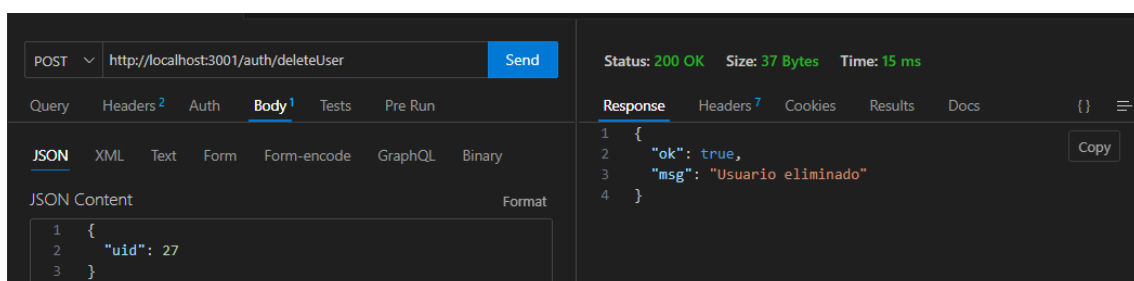 POST http://localhost:3001/auth/deleteUser Send
Query Headers 2 Auth Body 1 Tests Pre Run
JSON XML Text Form Form-encode GraphQL Binary
JSON Content Format
1 {
2 "uid": 27
3 }
Status: 200 OK Size: 37 Bytes Time: 15 ms
Response Headers 7 Cookies Results Docs {}
Copy
1 {
2 "ok": true,
3 "msg": "Usuario eliminado"
4 }